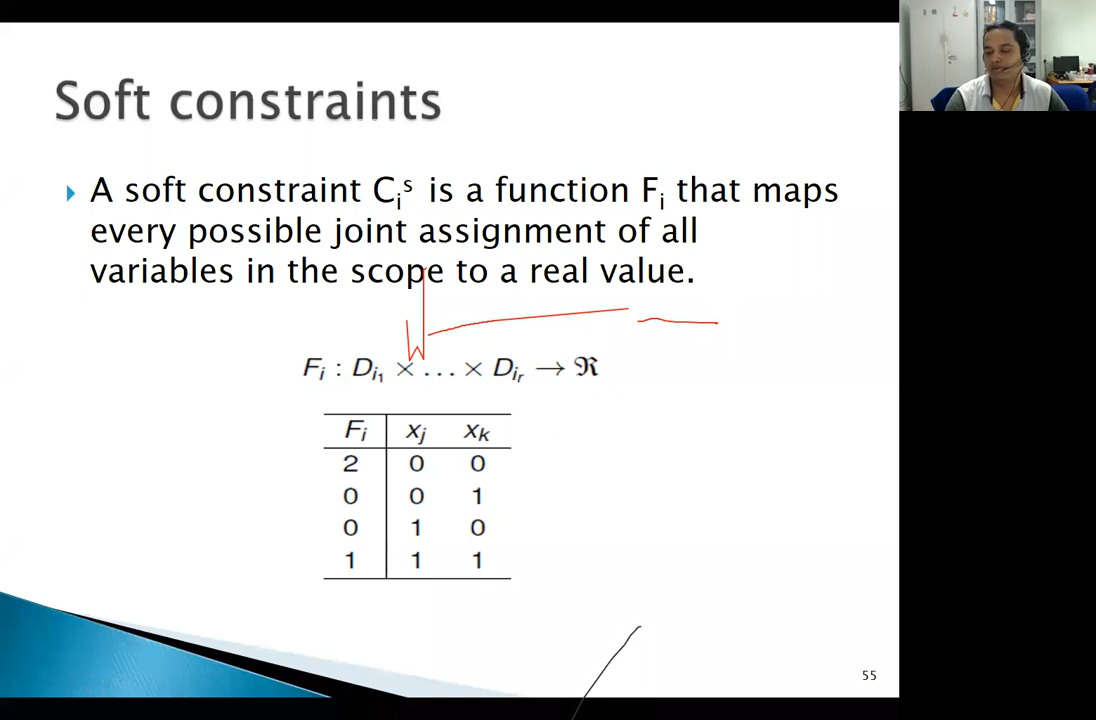 Soft constraints
A soft constraint Cᵢˢ is a function Fᵢ that maps
every possible joint assignment of all
variables in the scope to a real value.
Fᵢ : Dᵢ₁ × … × Dᵢᵣ → ℜ
Fᵢ xⱼ xₖ
2 0 0
0 0 1
0 1 0
1 1 1
55